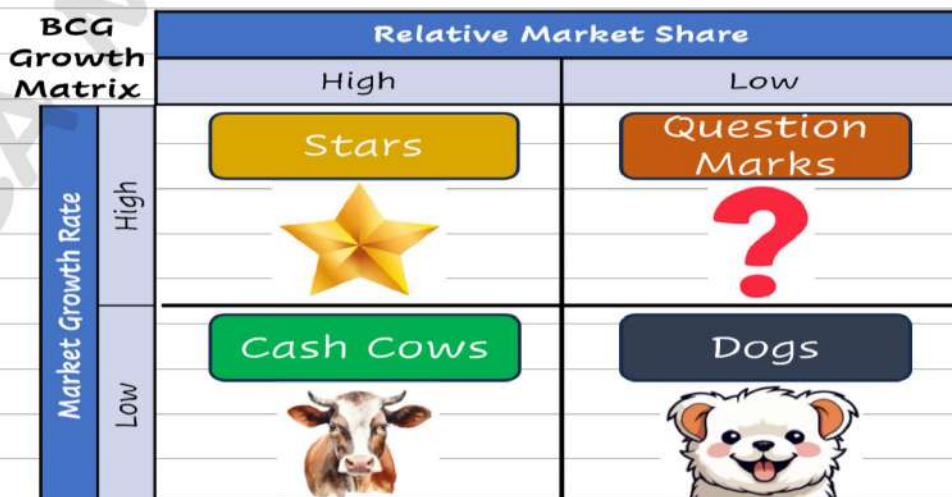 BCG
Growth
Matrix
Relative Market Share
High
Low
Market Growth Rate
High
Stars
Question
Marks
?
Low
Cash Cows
Dogs